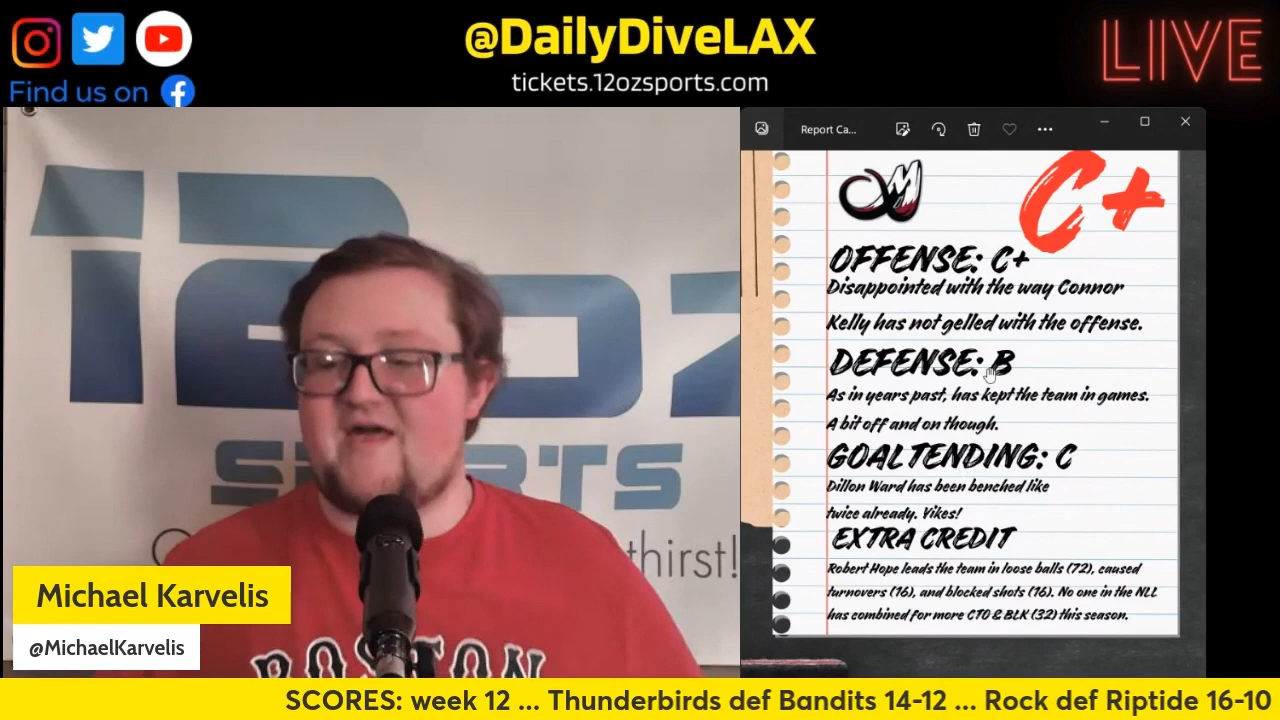 @DailyDiveLAX
LIVE
tickets.12ozsports.com
Find us on
Report Ca...
C+
OFFENSE: C+
Disappointed with the way Connor
Kelly has not gelled with the offense.
DEFENSE: B
As in years past, has kept the team in games.
A bit off and on though.
GOALTENDING: C
Dillon Ward has been benched like
twice already. Yikes!
EXTRA CREDIT
Robert Hope leads the team in loose balls (72), caused
turnovers (16), and blocked shots (16). No one in the NLL
has combined for more CTO & BLK (32) this season.
12oz
thirst!
BOSTON
Michael Karvelis
@MichaelKarvelis
SCORES: week 12 ... Thunderbirds def Bandits 14-12 ... Rock def Riptide 16-10